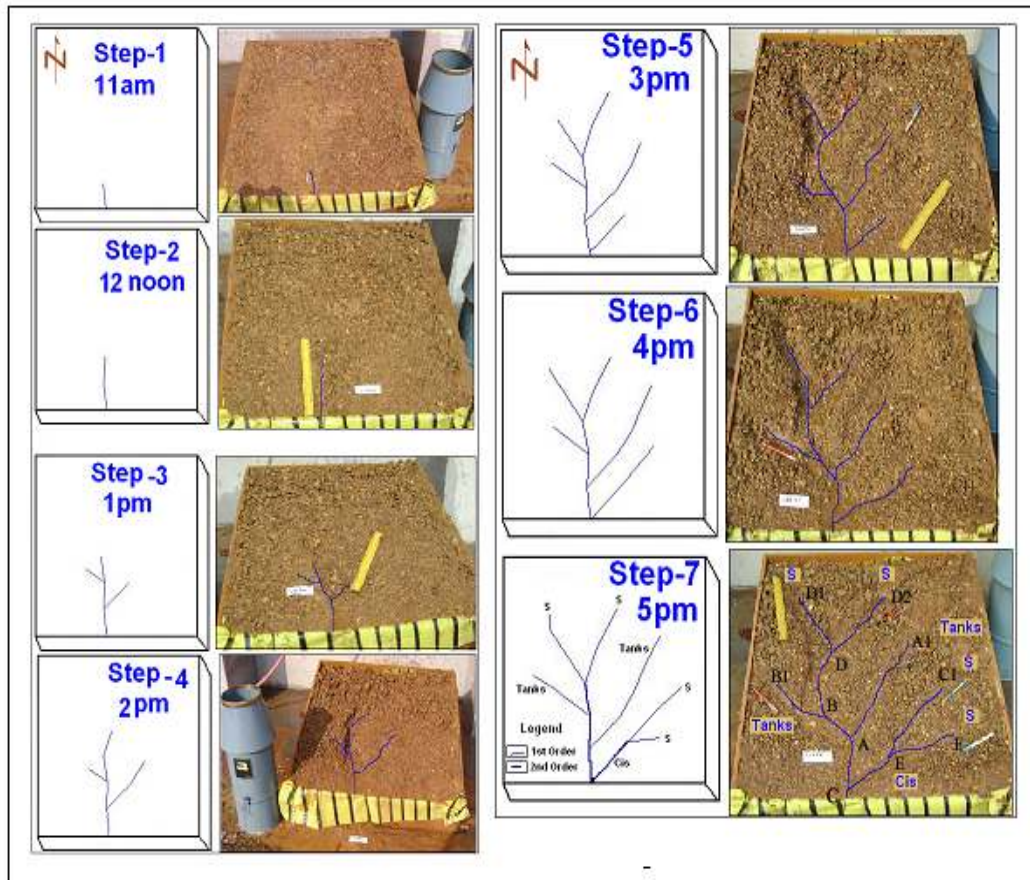 N
Step-1
11am
Step-2
12 noon
Step-3
1pm
Step-4
2pm
N
Step-5
3pm
Step-6
4pm
Step-7
5pm
S
S
Tanks
Tanks
S
S
Cis
Legend
1st Order
2nd Order
S
S
D1
D2
Tanks
A1
S
C1
B1
D
S
Tanks
B
A
E
E
Cis
C
-